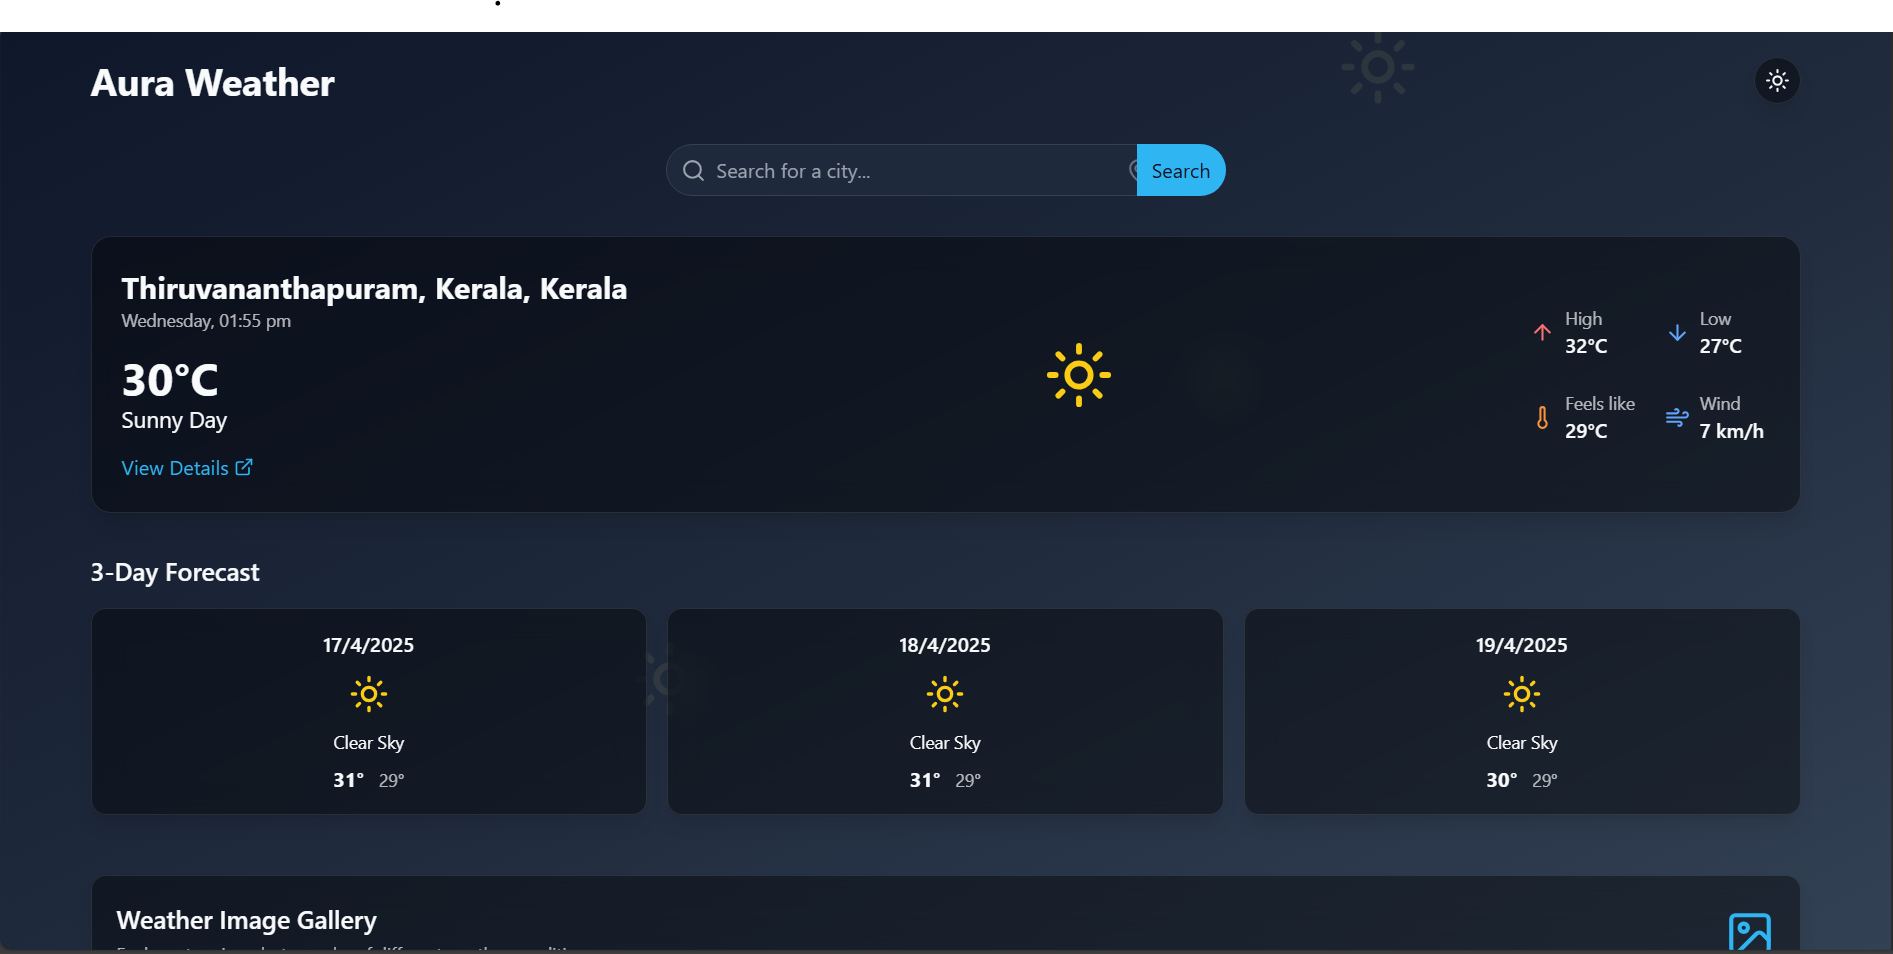 Aura Weather
Search for a city...
Search
Thiruvananthapuram, Kerala, Kerala
Wednesday, 01:55 pm
30°C
Sunny Day
View Details
High
32°C
Low
27°C
Feels like
29°C
Wind
7 km/h
3-Day Forecast
17/4/2025
Clear Sky
31° 29°
18/4/2025
Clear Sky
31° 29°
19/4/2025
Clear Sky
30° 29°
Weather Image Gallery